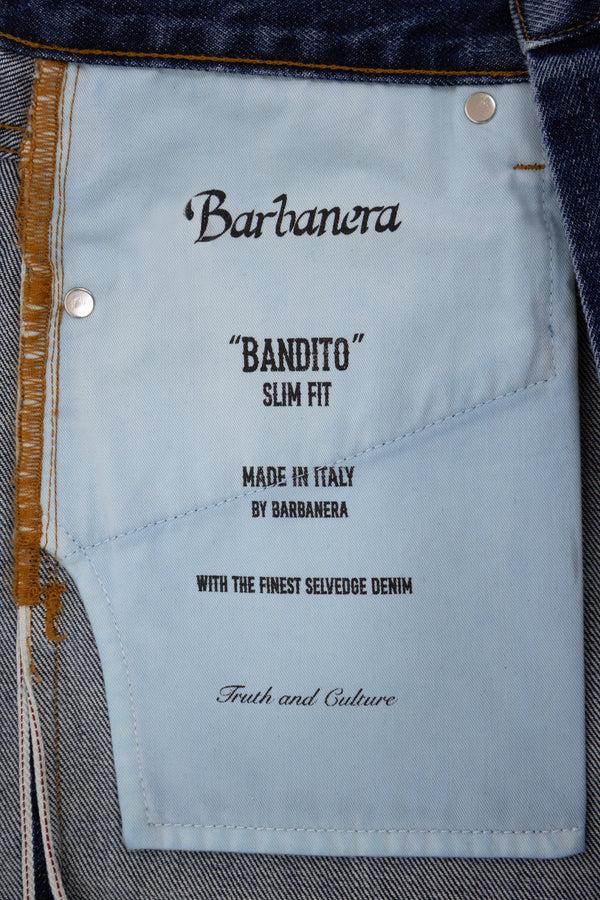 Barbanera
“BANDITO”
SLIM FIT
MADE IN ITALY
BY BARBANERA
WITH THE FINEST SELVEDGE DENIM
Truth and Culture